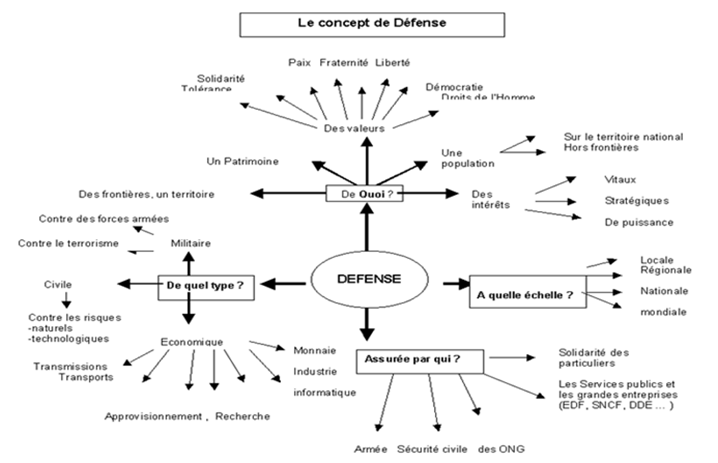 Le concept de Défense
Paix Fraternité Liberté
Solidarité
Tolérance
Démocratie
Droits de l'Homme
Des valeurs
Un Patrimoine
Une
population
Sur le territoire national
Hors frontières
Des frontières, un territoire
De Quoi ?
Des
intérêts
Vitaux
Stratégiques
De puissance
Contre des forces armées
Contre le terrorisme
Militaire
Civile
De quel type ?
DEFENSE
A quelle échelle ?
Locale
Régionale
Nationale
mondiale
Contre les risques
-naturels
-technologiques
Economique
Monnaie
Industrie
informatique
Transmissions
Transports
Approvisionnement , Recherche
Assurée par qui ?
Solidarité des
particuliers
Les Services publics et
les grandes entreprises
(EDF, SNCF, DDE ... )
Armée Sécurité civile des ONG